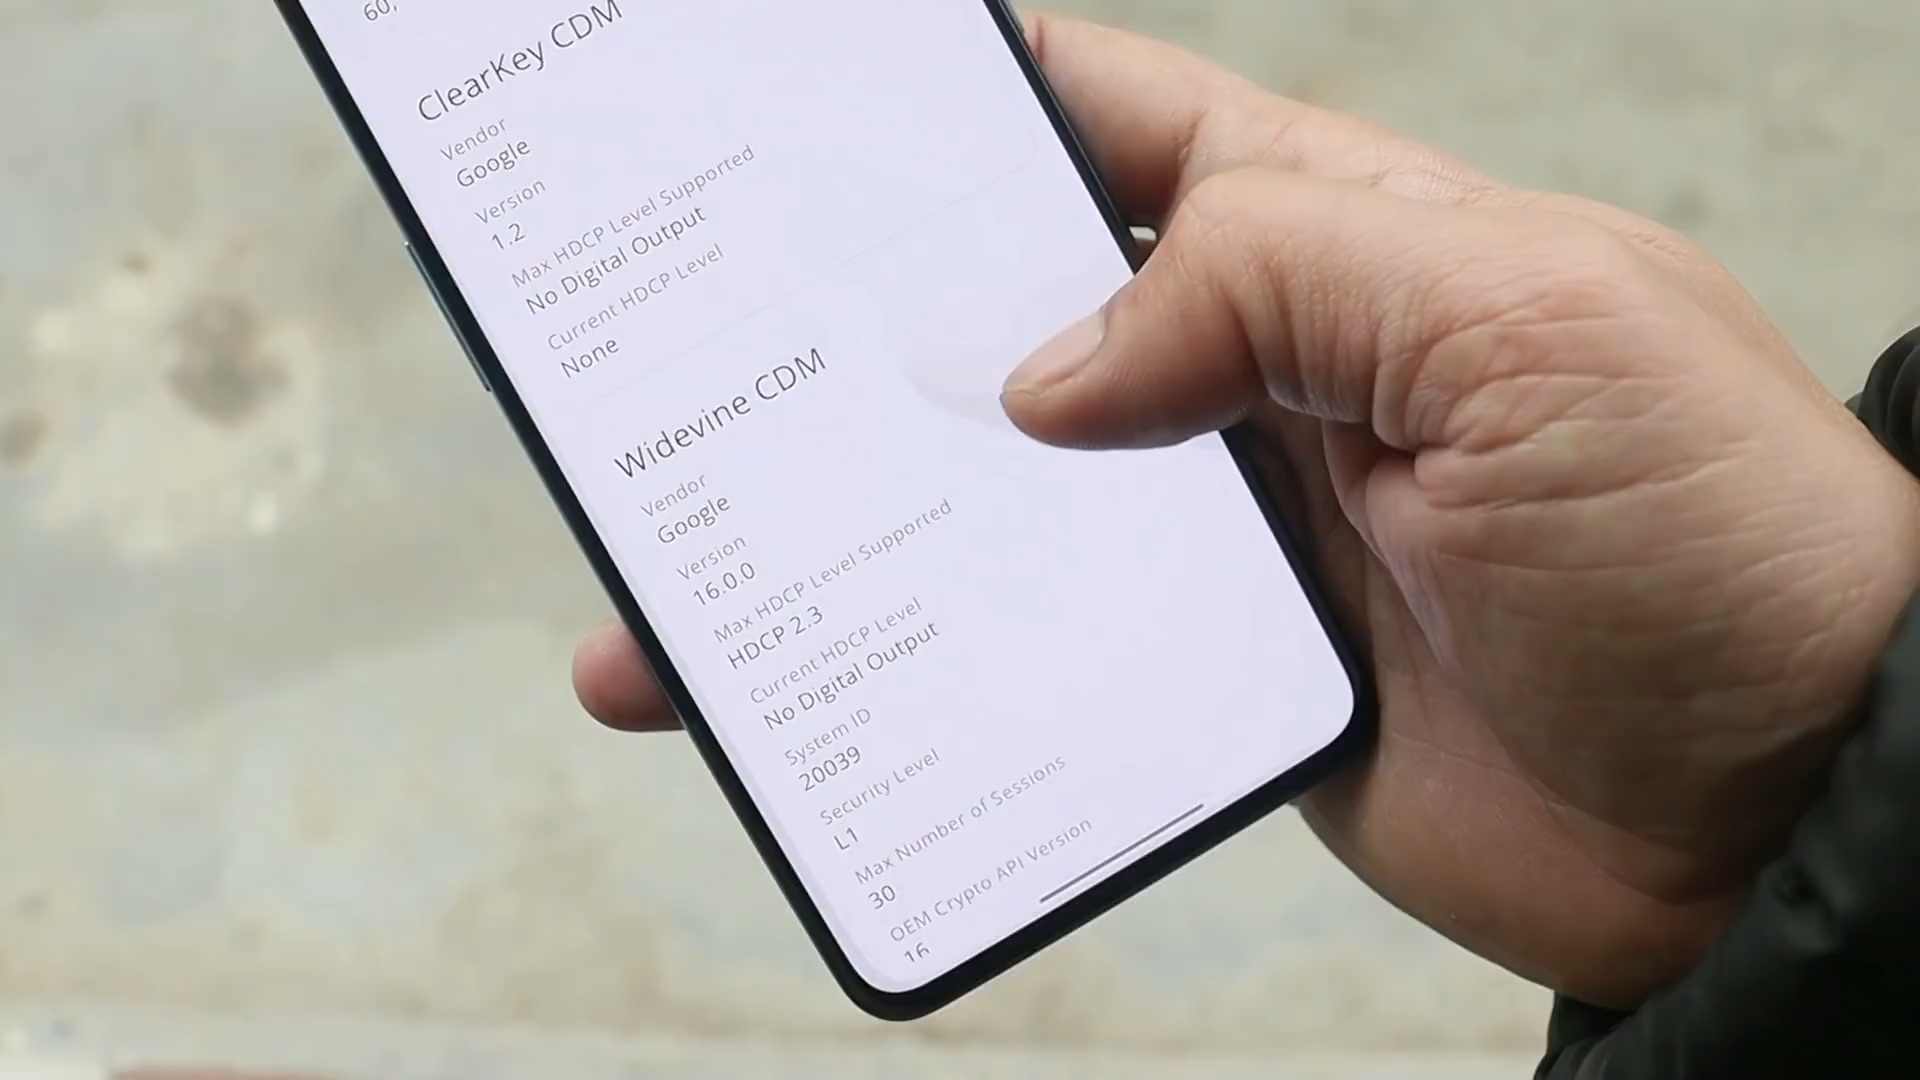 60,
ClearKey CDM
Vendor
Google
Version
1.2
Max HDCP Level Supported
No Digital Output
Current HDCP Level
None
Widevine CDM
Vendor
Google
Version
16.0.0
Max HDCP Level Supported
HDCP 2.3
Current HDCP Level
No Digital Output
System ID
20039
Security Level
L1
Max Number of Sessions
30
OEM Crypto API Version
16